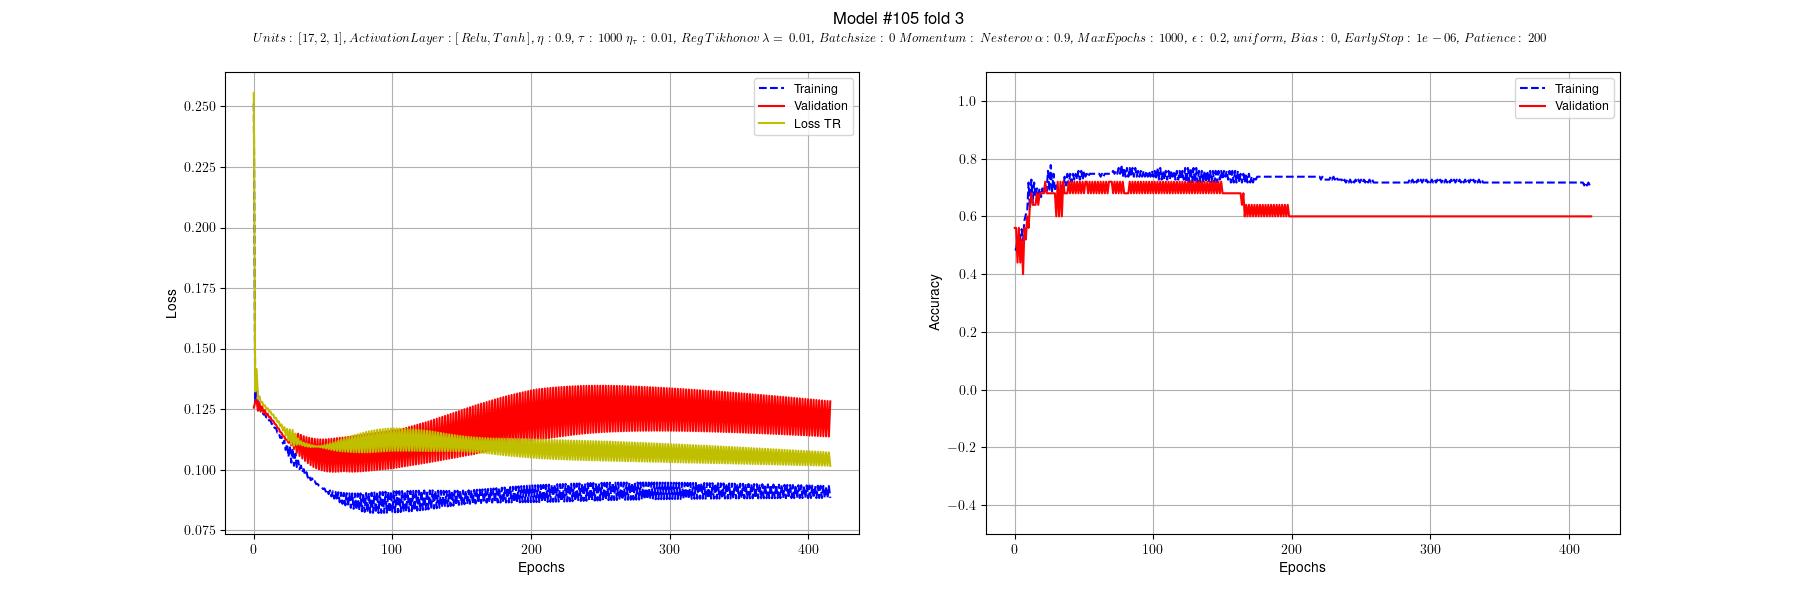 Model #105 fold 3
Units : [17, 2, 1], ActivationLayer : [ Relu, Tanh ], η : 0.9, τ : 1000 ητ : 0.01, Reg Tikhonov λ = 0.01, Batchsize : 0 Momentum : Nesterov α : 0.9, MaxEpochs : 1000, ϵ : 0.2, uniform, Bias : 0, EarlyStop : 1e − 06, Patience : 200
Loss
0.250
0.225
0.200
0.175
0.150
0.125
0.100
0.075
0 100 200 300 400
Epochs
Training
Validation
Loss TR
Accuracy
1.0
0.8
0.6
0.4
0.2
0.0
−0.2
−0.4
0 100 200 300 400
Epochs
Training
Validation